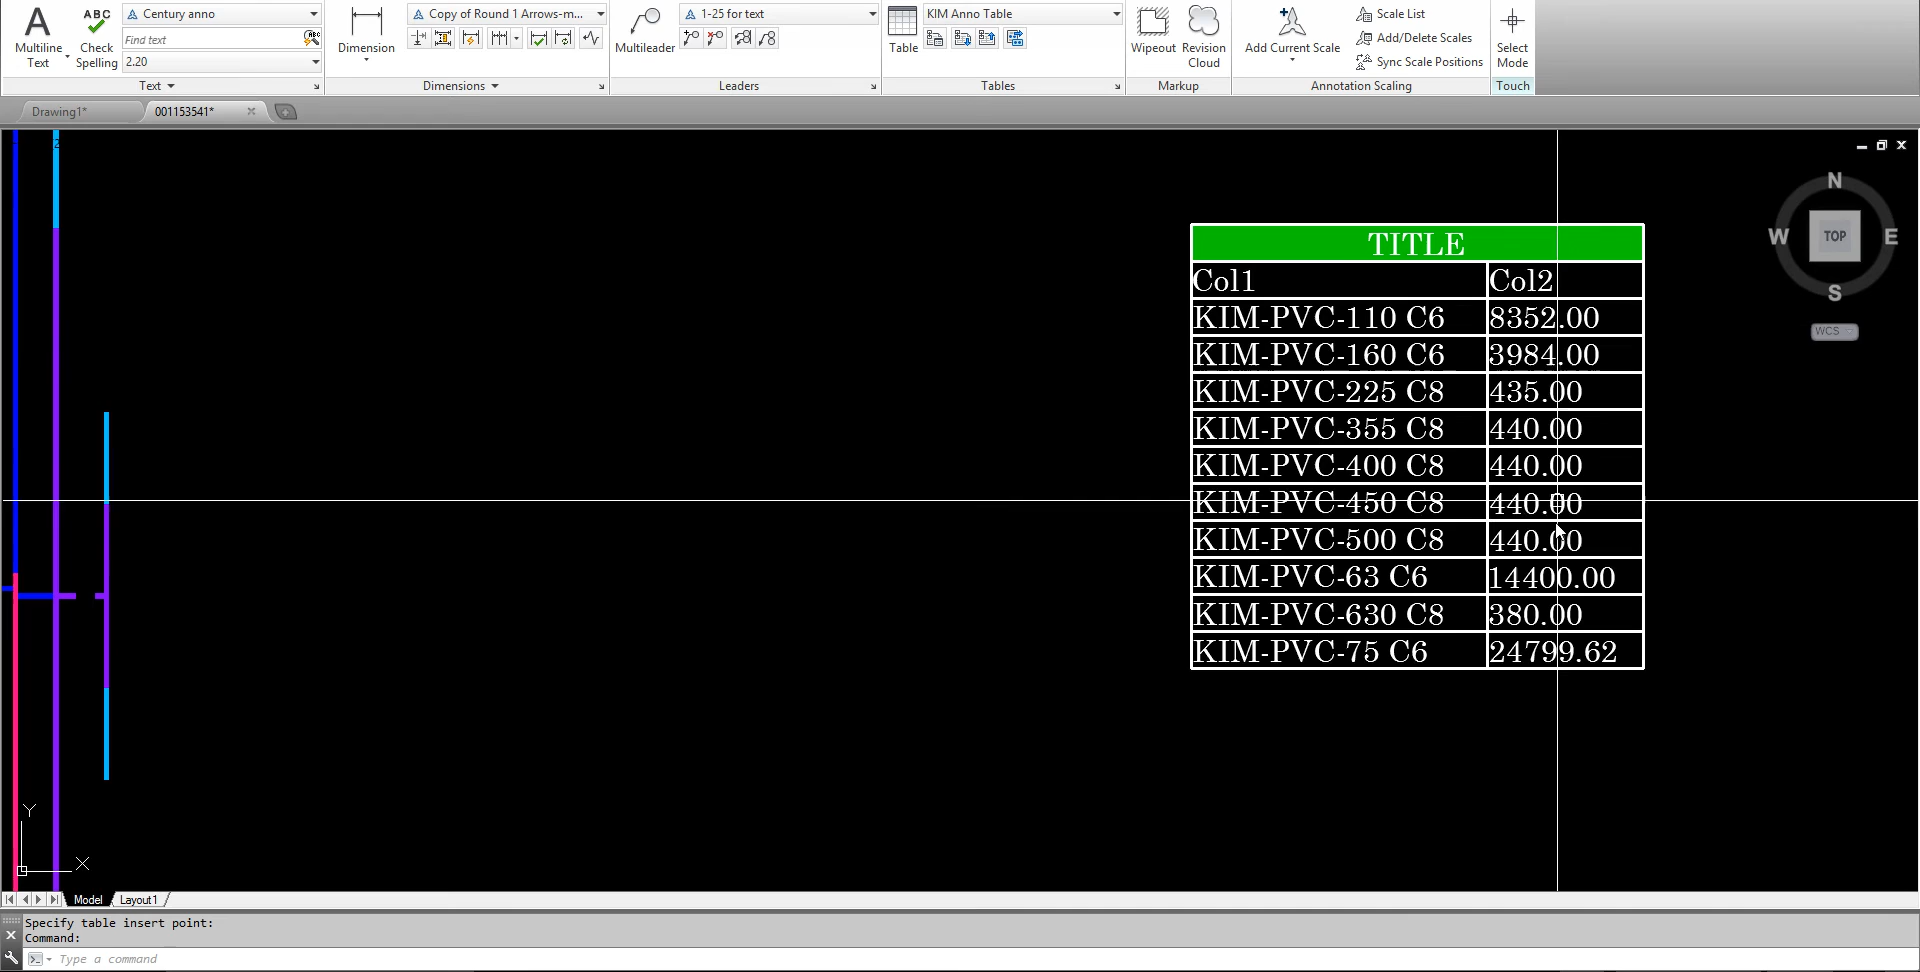 Multiline
Text
ABC
Check
Spelling
Century anno
Find text
2.20
Text
Dimension
Copy of Round 1 Arrows-m...
Dimensions
Multileader
1-25 for text
Leaders
Table
KIM Anno Table
Tables
Wipeout
Revision
Cloud
Markup
Add Current Scale
Scale List
Add/Delete Scales
Sync Scale Positions
Annotation Scaling
Select
Mode
Touch
Drawing1*
001153541*
TITLE
Col1 Col2
KIM-PVC-110 C6 8352.00
KIM-PVC-160 C6 3984.00
KIM-PVC-225 C8 435.00
KIM-PVC-355 C8 440.00
KIM-PVC-400 C8 440.00
KIM-PVC-450 C8 440.00
KIM-PVC-500 C8 440.00
KIM-PVC-63 C6 14400.00
KIM-PVC-630 C8 380.00
KIM-PVC-75 C6 24799.62
N
W TOP E
S
WCS
Y
X
Model Layout1
Specify table insert point:
Command:
Type a command